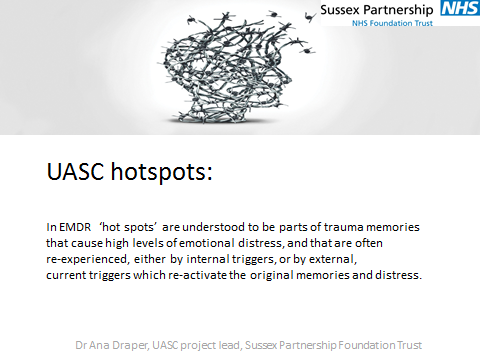 Sussex Partnership NHS
NHS Foundation Trust
UASC hotspots:
In EMDR 'hot spots' are understood to be parts of trauma memories
that cause high levels of emotional distress, and that are often
re-experienced, either by internal triggers, or by external,
current triggers which re-activate the original memories and distress.
Dr Ana Draper, UASC project lead, Sussex Partnership Foundation Trust